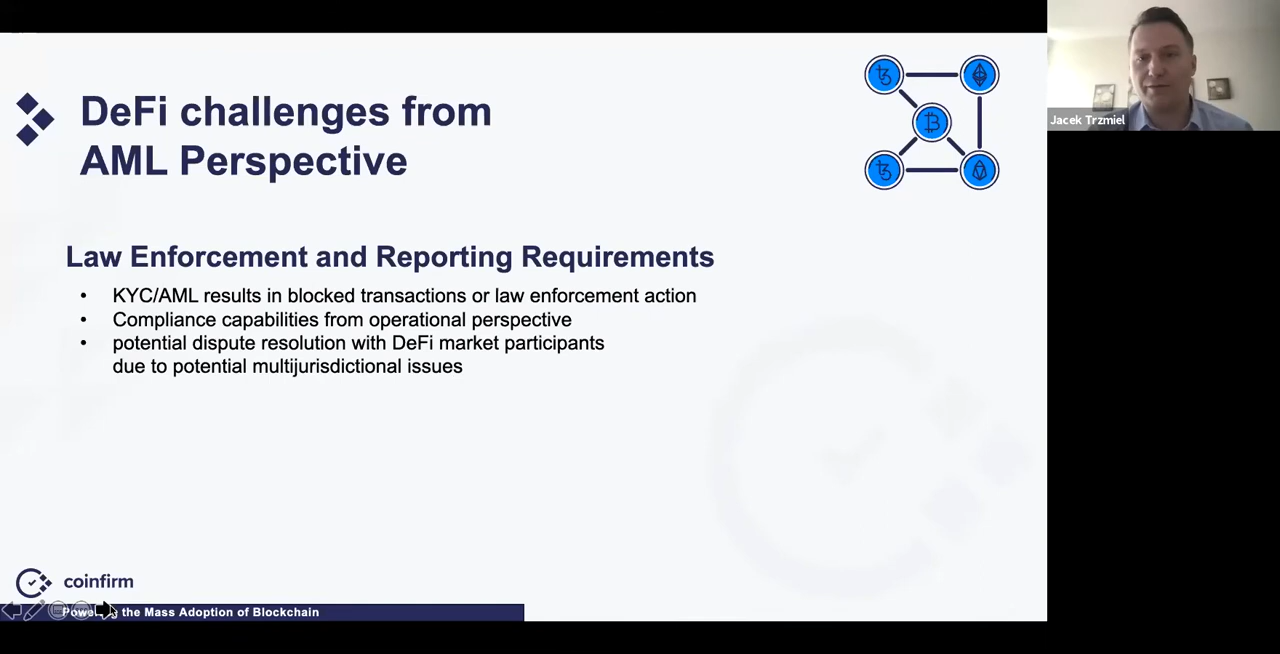 DeFi challenges from
AML Perspective
Jacek Trzmiel
Law Enforcement and Reporting Requirements
• KYC/AML results in blocked transactions or law enforcement action
• Compliance capabilities from operational perspective
• potential dispute resolution with DeFi market participants
due to potential multijurisdictional issues
coinfirm
the Mass Adoption of Blockchain